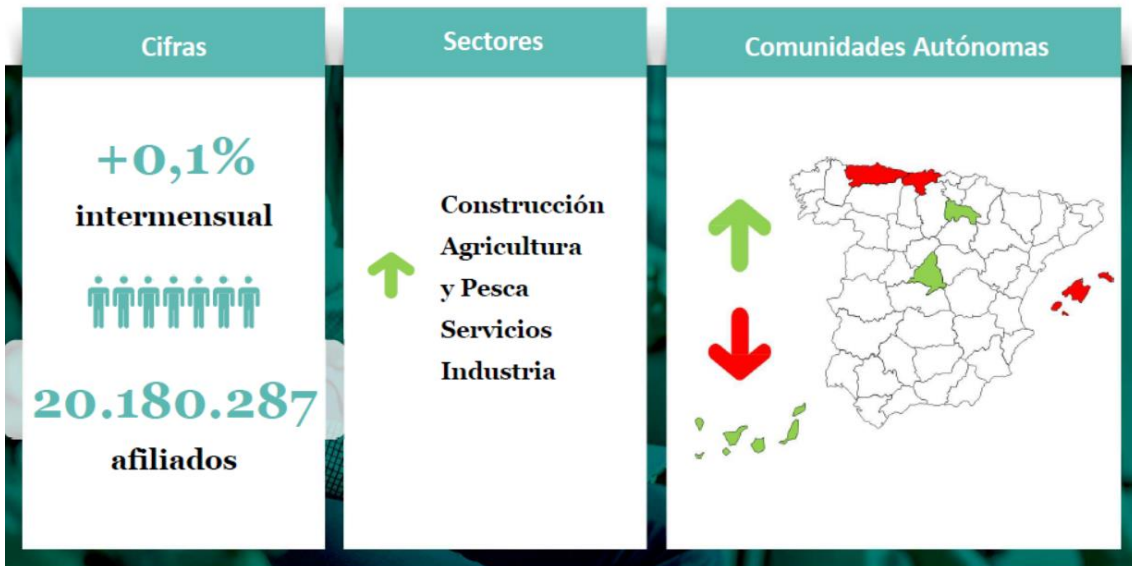 Cifras
+0,1%
intermensual
20.180.287
afiliados
Sectores
Construcción
Agricultura
y Pesca
Servicios
Industria
Comunidades Autónomas